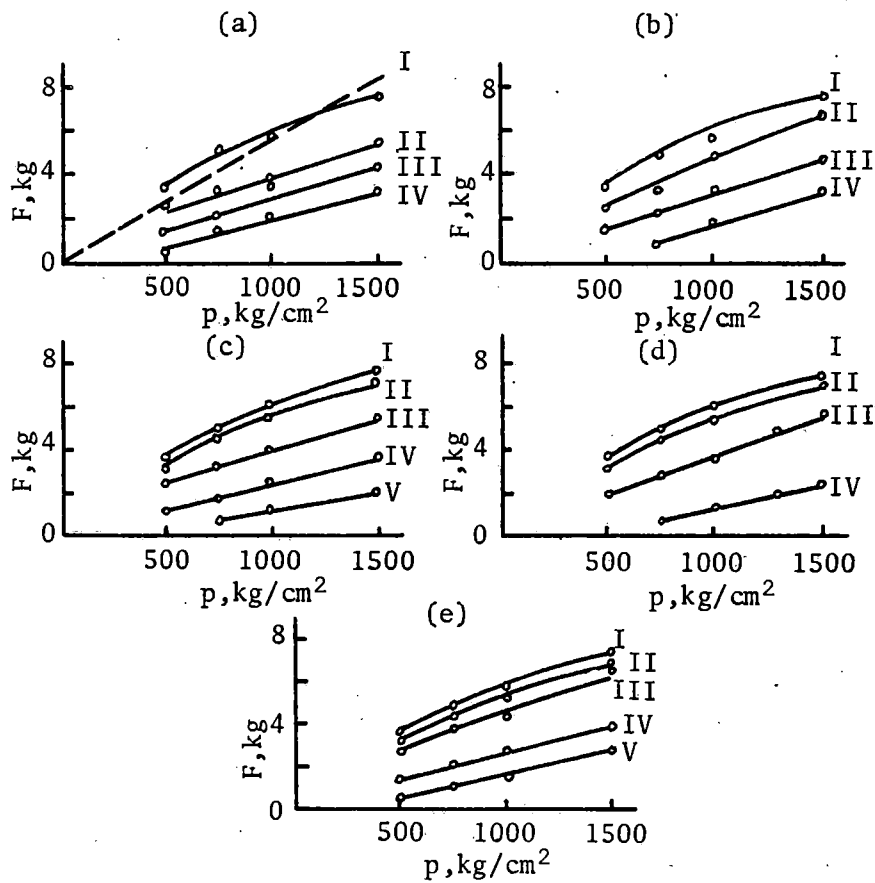 (a)
8
4
0
F,kg
I
II
III
IV
500 1000 1500
p,kg/cm²
(b)
8
4
0
F,kg
I
II
III
IV
500 1000 1500
p,kg/cm²
(c)
8
4
0
F,kg
I
II
III
IV
V
500 1000 1500
p,kg/cm²
(d)
8
4
0
F,kg
I
II
III
IV
500 1000 1500
p,kg/cm²
(e)
8
4
0
F,kg
I
II
III
IV
V
500 1000 1500
p,kg/cm²